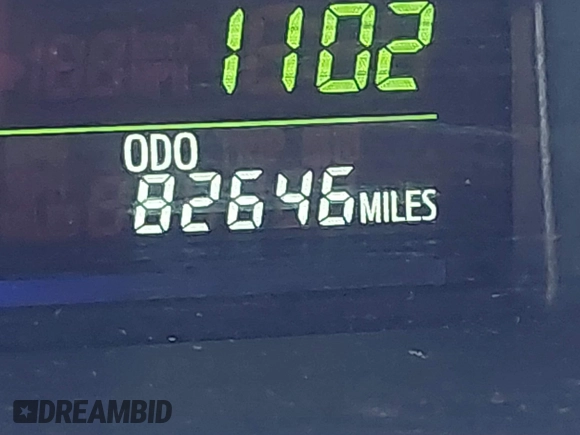 1102
ODO
82646 MILES
DREAMBID